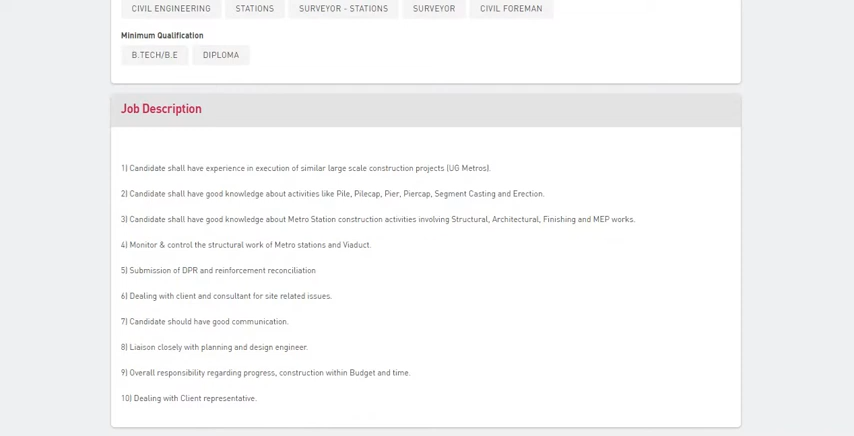 CIVIL ENGINEERING STATIONS SURVEYOR - STATIONS SURVEYOR CIVIL FOREMAN
Minimum Qualification
B.TECH/B.E DIPLOMA
Job Description
1) Candidate shall have experience in execution of similar large scale construction projects (UG Metros).
2) Candidate shall have good knowledge about activities like Pile, Pilecap, Pier, Piercap, Segment Casting and Erection.
3) Candidate shall have good knowledge about Metro Station construction activities involving Structural, Architectural, Finishing and MEP works.
4) Monitor & control the structural work of Metro stations and Viaduct.
5) Submission of DPR and reinforcement reconciliation
6) Dealing with client and consultant for site related issues.
7) Candidate should have good communication.
8) Liaison closely with planning and design engineer.
9) Overall responsibility regarding progress, construction within Budget and time.
10) Dealing with Client representative.